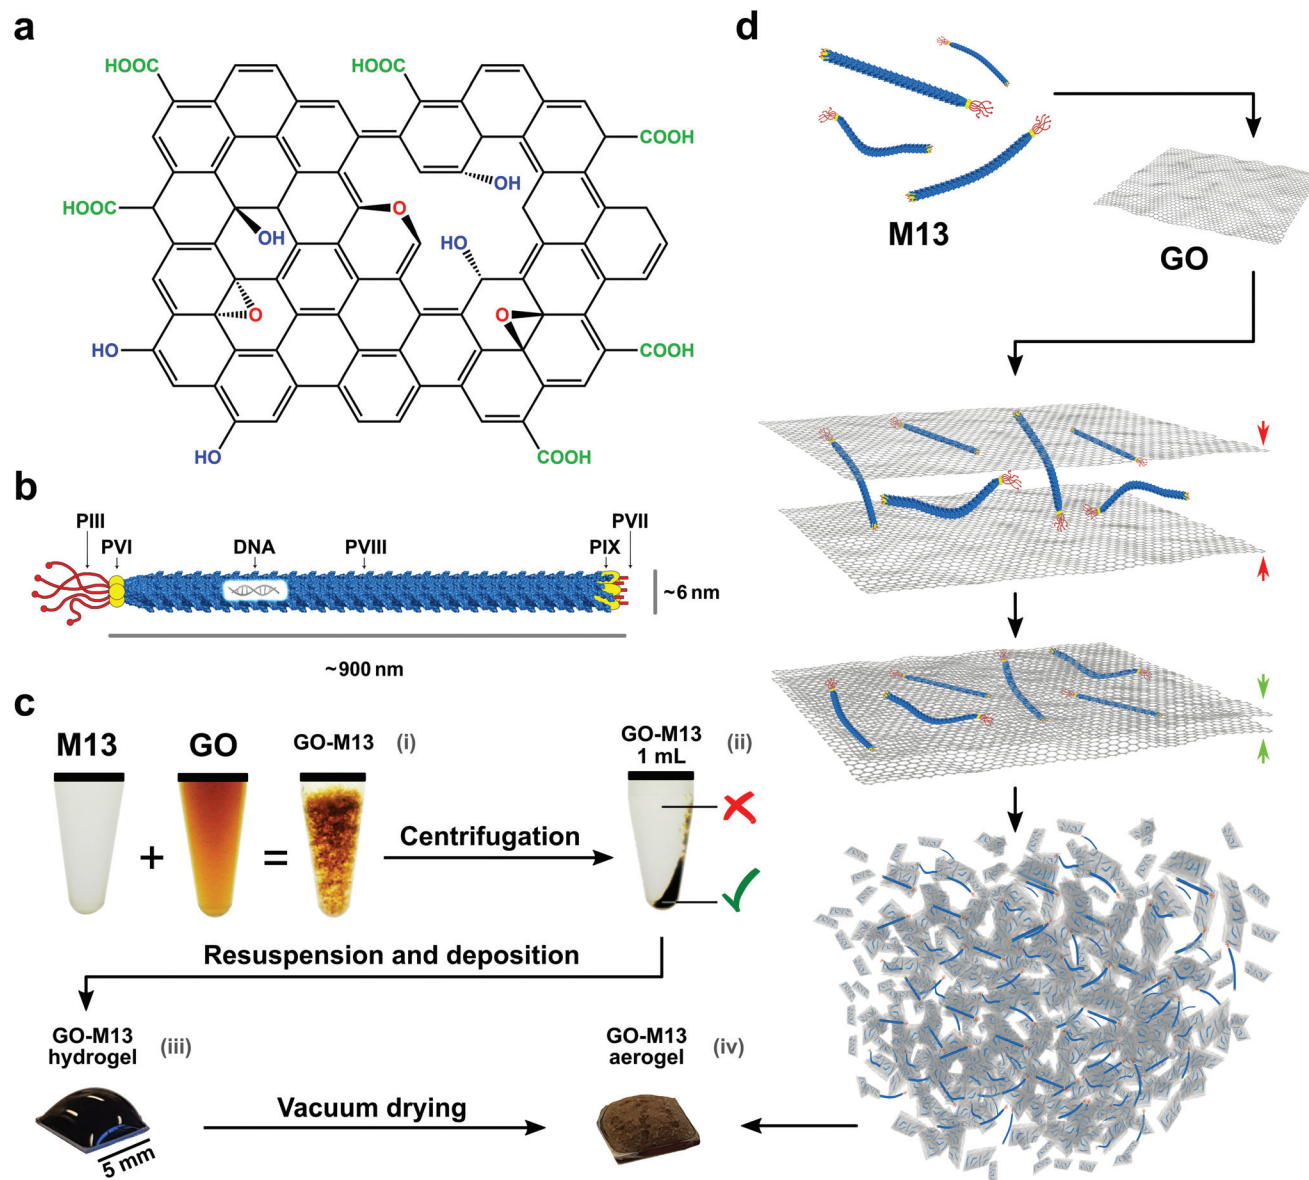 a
HOOC
HOOC
COOH
OH
HOOC
O
OH
HO
O
O
HO
COOH
HO
COOH
b
PIII
PVI
DNA
PVIII
PIX
PVII
~6 nm
~900 nm
c
M13
+
GO
=
GO-M13
(i)
Centrifugation
GO-M13
1 mL
(ii)
Resuspension and deposition
GO-M13
hydrogel
(iii)
5 mm
Vacuum drying
GO-M13
aerogel
(iv)
d
M13
GO